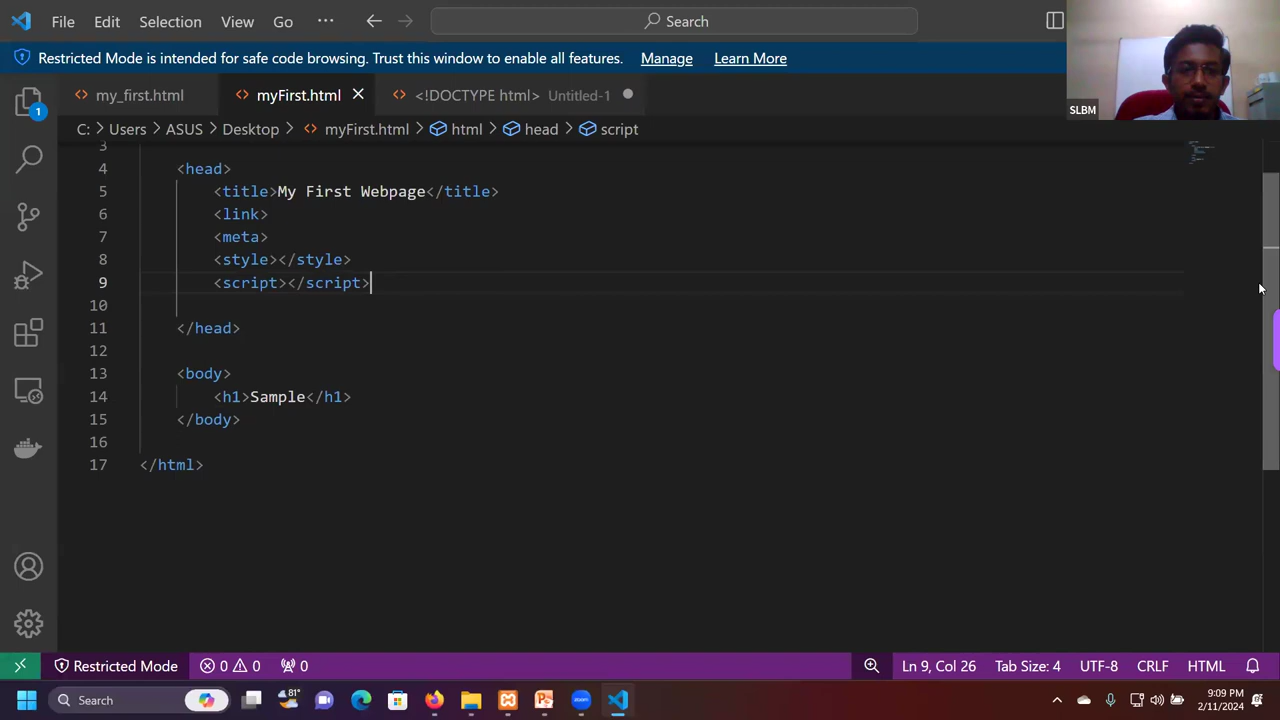 File Edit Selection View Go ··· Search
Restricted Mode is intended for safe code browsing. Trust this window to enable all features. Manage Learn More
my_first.html myFirst.html <!DOCTYPE html> Untitled-1
SLBM
C: > Users > ASUS > Desktop > myFirst.html > html > head > script
1
3
4 <head>
5 <title>My First Webpage</title>
6 <link>
7 <meta>
8 <style></style>
9 <script></script>
10
11 </head>
12
13 <body>
14 <h1>Sample</h1>
15 </body>
16
17 </html>
Restricted Mode 0 0 0 Ln 9, Col 26 Tab Size: 4 UTF-8 CRLF HTML
Search 81° zoom 9:09 PM
2/11/2024